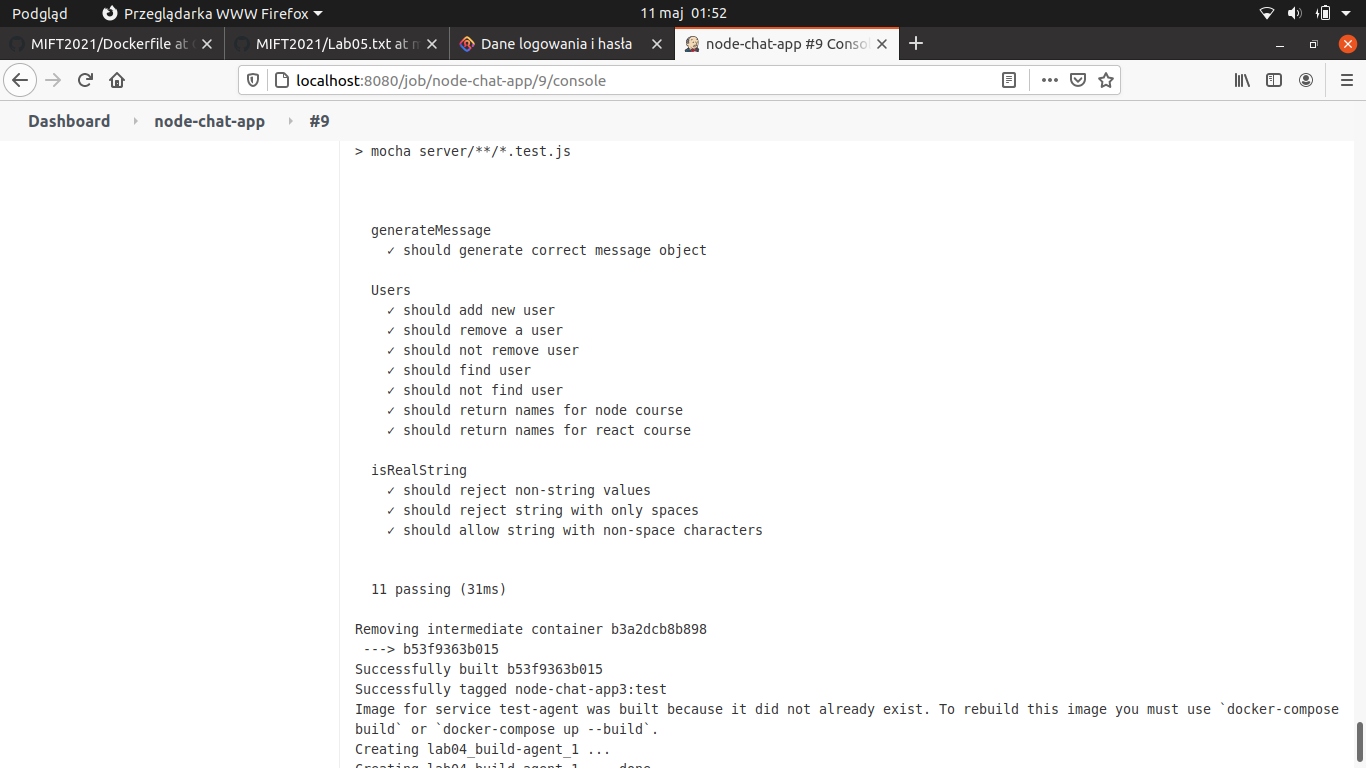 Podgląd Przeglądarka WWW Firefox 11 maj 01:52
MIFT2021/Dockerfile at MIFT2021/Lab05.txt at Dane logowania i hasła node-chat-app #9 Conso
localhost:8080/job/node-chat-app/9/console
Dashboard node-chat-app #9
> mocha server/**/*.test.js
generateMessage
✓ should generate correct message object
Users
✓ should add new user
✓ should remove a user
✓ should not remove user
✓ should find user
✓ should not find user
✓ should return names for node course
✓ should return names for react course
isRealString
✓ should reject non-string values
✓ should reject string with only spaces
✓ should allow string with non-space characters
11 passing (31ms)
Removing intermediate container b3a2dcb8b898
---> b53f9363b015
Successfully built b53f9363b015
Successfully tagged node-chat-app3:test
Image for service test-agent was built because it did not already exist. To rebuild this image you must use `docker-compose
build` or `docker-compose up --build`.
Creating lab04_build-agent_1 ...
Creating lab04_build-agent_1 ... done